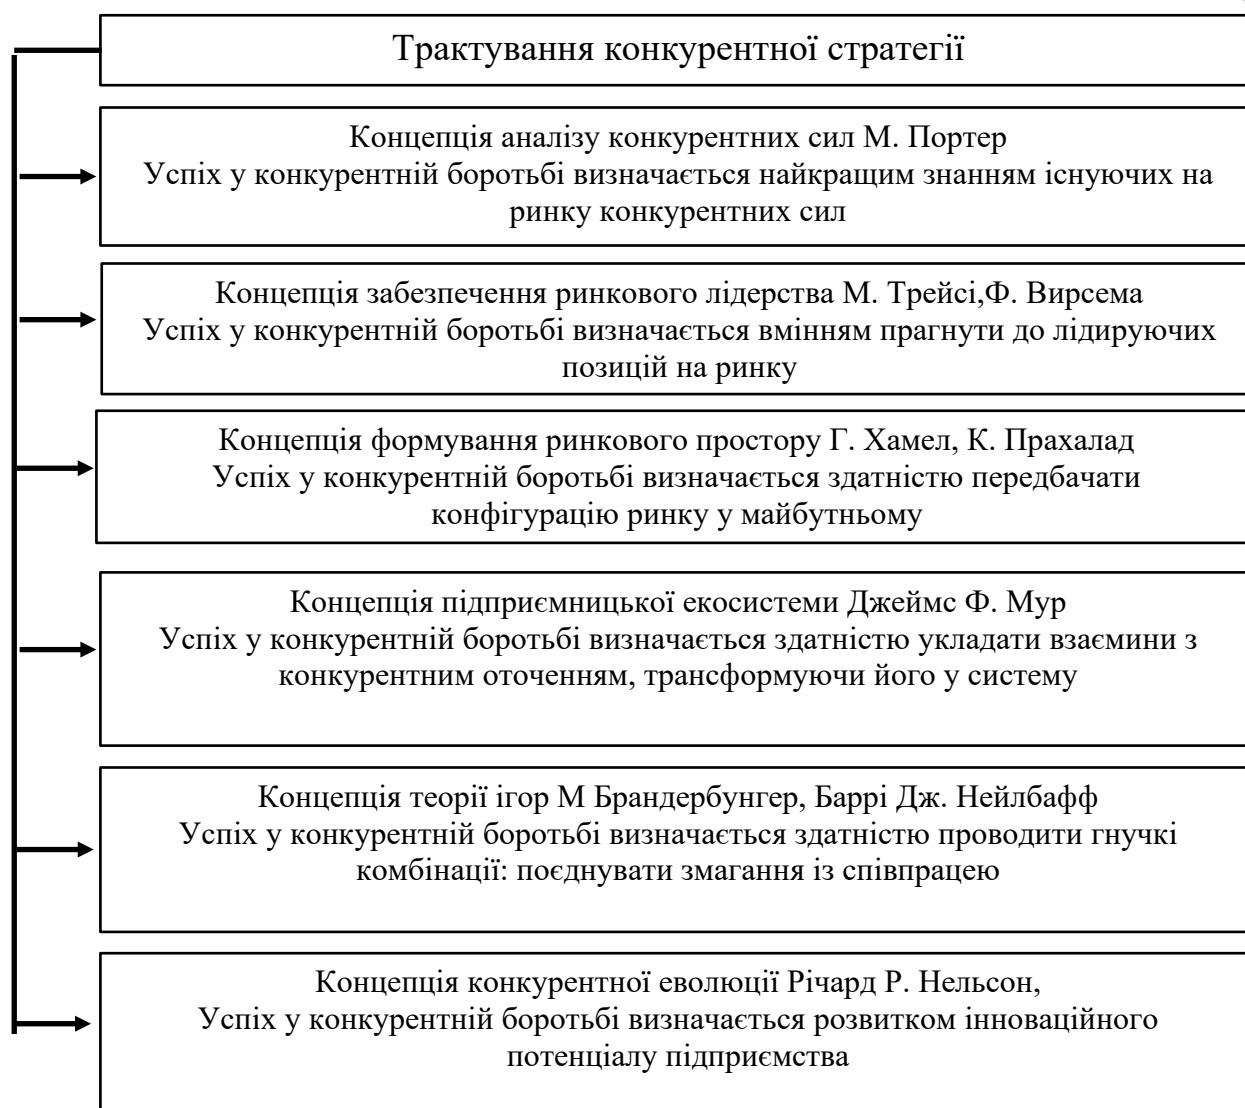 Трактування конкурентної стратегії
Концепція аналізу конкурентних сил М. Портер
Успіх у конкурентній боротьбі визначається найкращим знанням існуючих на
ринку конкурентних сил
Концепція забезпечення ринкового лідерства М. Трейсі,Ф. Вирсема
Успіх у конкурентній боротьбі визначається вмінням прагнути до лідируючих
позицій на ринку
Концепція формування ринкового простору Г. Хамел, К. Прахалад
Успіх у конкурентній боротьбі визначається здатністю передбачати
конфігурацію ринку у майбутньому
Концепція підприємницької екосистеми Джеймс Ф. Мур
Успіх у конкурентній боротьбі визначається здатністю укладати взаємини з
конкурентним оточенням, трансформуючи його у систему
Концепція теорії ігор М Брандербунгер, Баррі Дж. Нейлбафф
Успіх у конкурентній боротьбі визначається здатністю проводити гнучкі
комбінації: поєднувати змагання із співпрацею
Концепція конкурентної еволюції Річард Р. Нельсон,
Успіх у конкурентній боротьбі визначається розвитком інноваційного
потенціалу підприємства